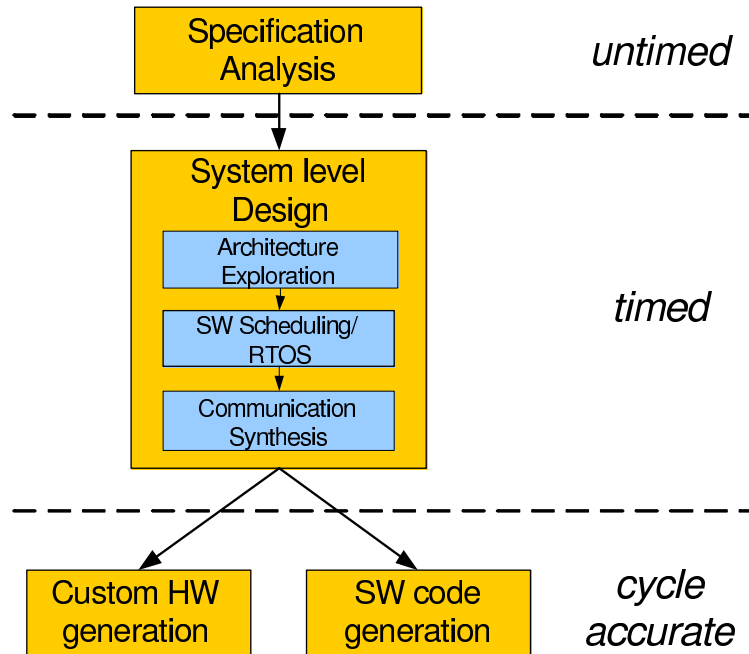 Specification
Analysis
untimed
System level
Design
Architecture
Exploration
SW Scheduling/
RTOS
Communication
Synthesis
timed
Custom HW
generation
SW code
generation
cycle
accurate